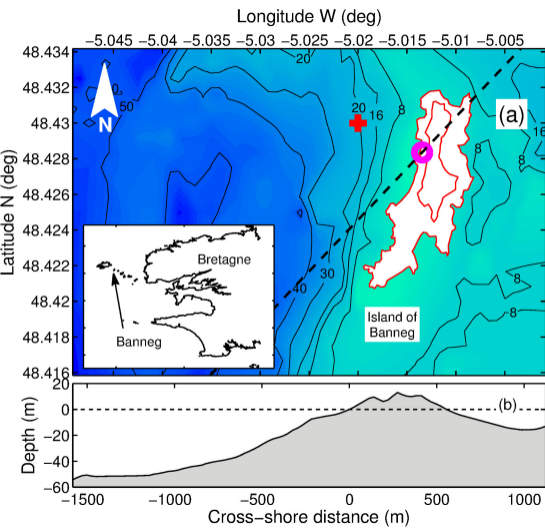 Longitude W (deg)
−5.045 −5.04 −5.035 −5.03 −5.025 −5.02 −5.015 −5.01 −5.005
Latitude N (deg)
48.434
48.432
48.43
48.428
48.426
48.424
48.422
48.42
48.418
48.416
(a)
N
50
20
20
16
8
8
16
8
8
8
8
30
40
Bretagne
Banneg
Island of
Banneg
Depth (m)
20
0
−20
−40
−60
(b)
−1500 −1000 −500 0 500 1000
Cross−shore distance (m)